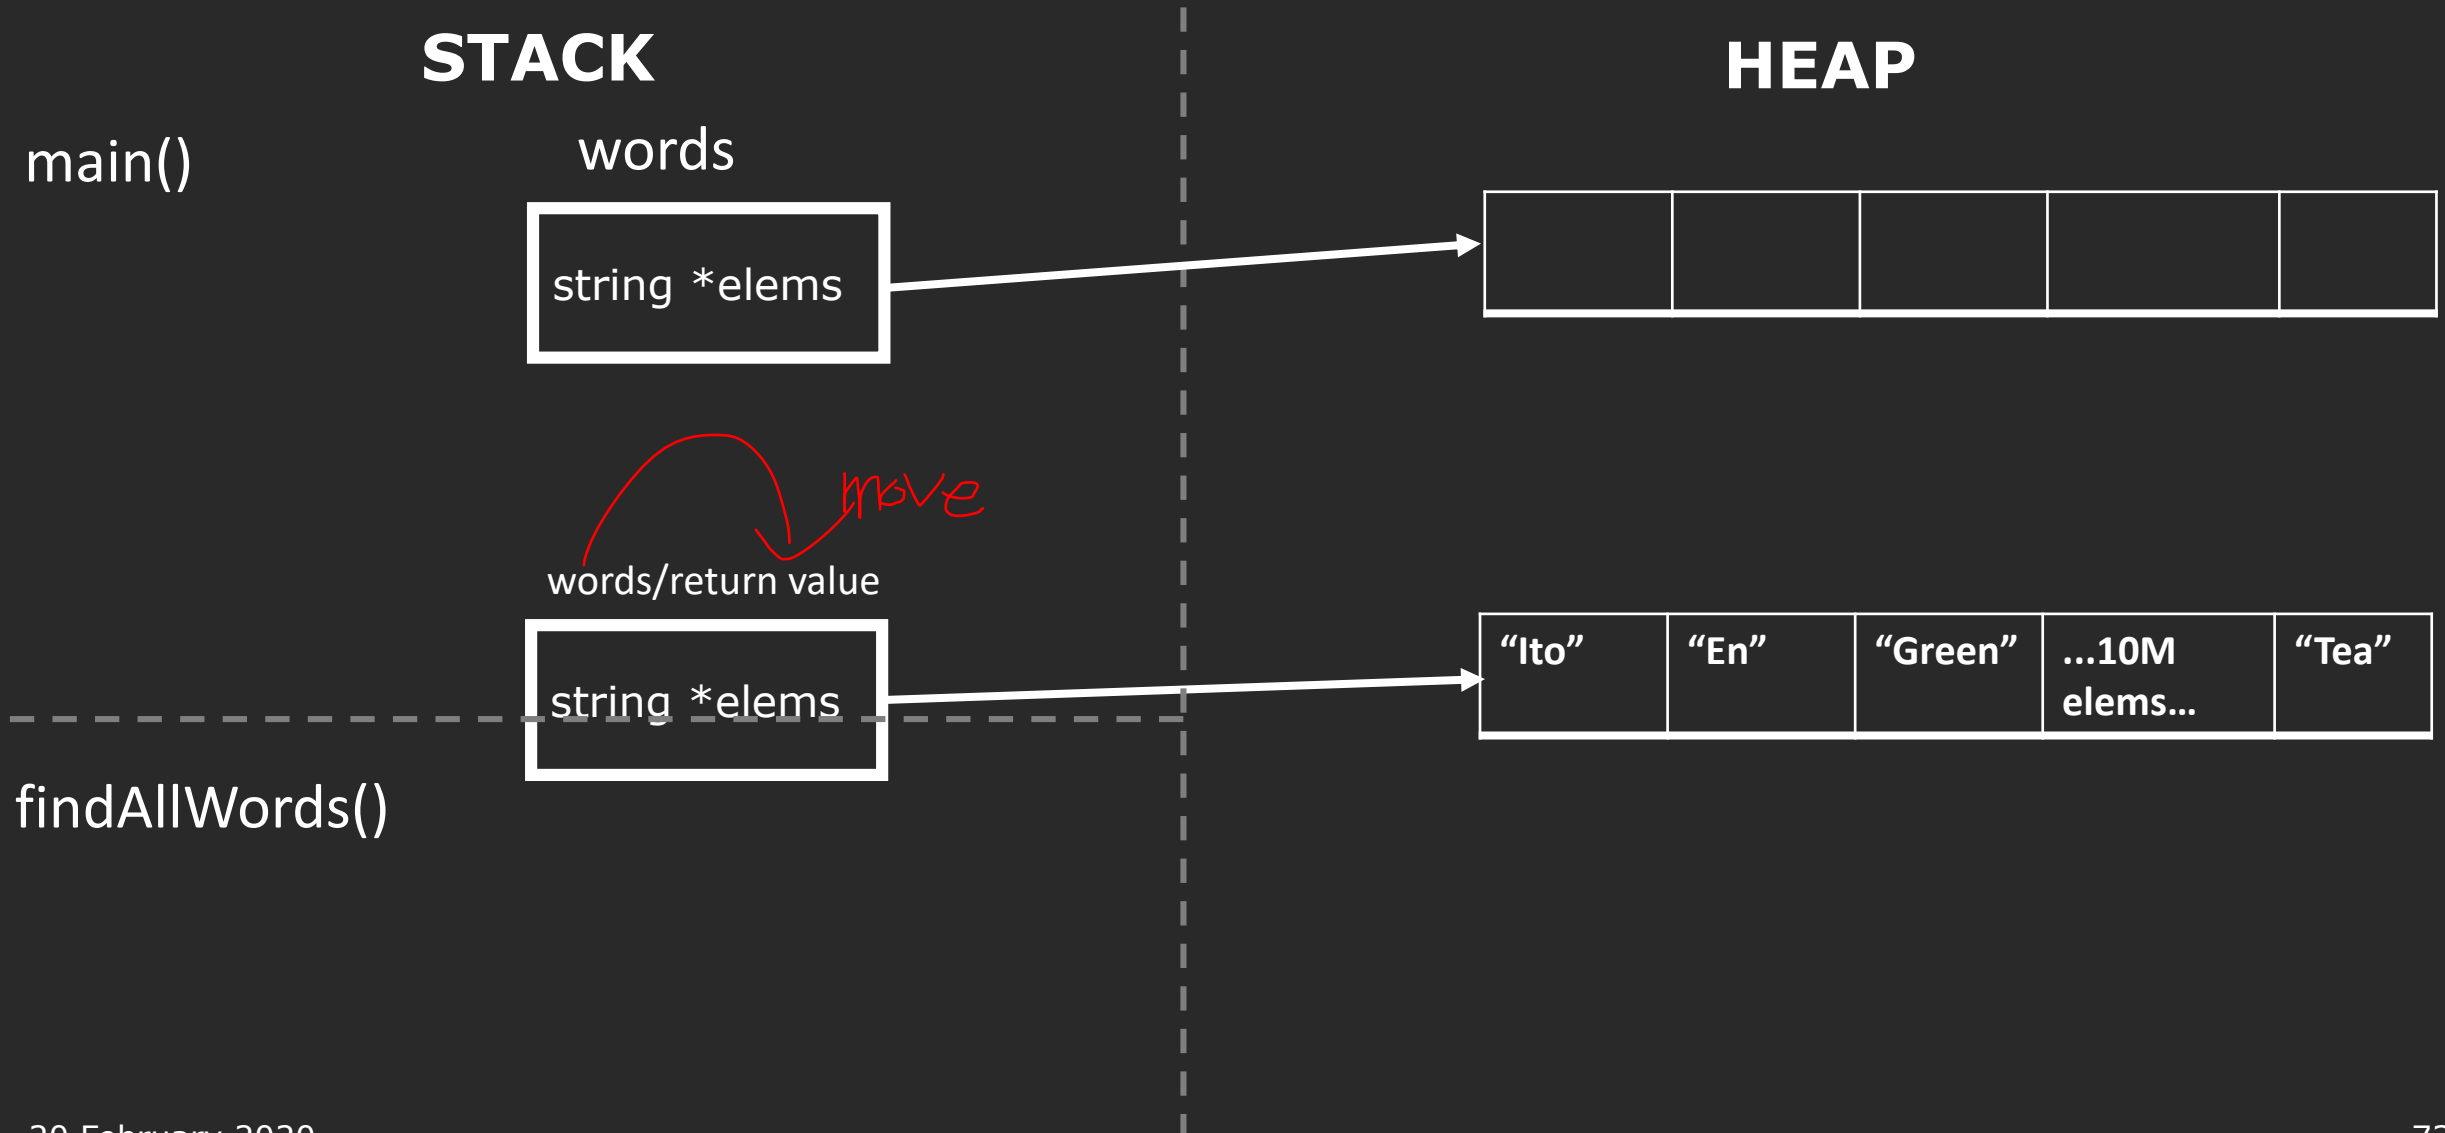 STACK
HEAP
main()
words
string *elems
move
words/return value
string *elems
“Ito” “En” “Green” ...10M elems... “Tea”
findAllWords()